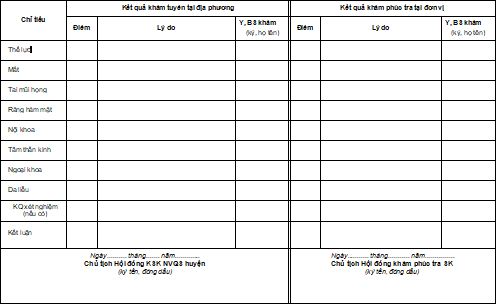 Chỉ tiêu
Kết quả khám tuyển tại địa phương
Kết quả khám phúc tra tại đơn vị
Điểm
Lý do
Y, BS khám
(ký, họ tên)
Điểm
Lý do
Y, BS khám
(ký, họ tên)
Thể lực
Mắt
Tai mũi họng
Răng hàm mặt
Nội khoa
Tâm thần kinh
Ngoại khoa
Da liễu
KQ xét nghiệm
(nếu có)
Kết luận
Ngày......... tháng....... năm.............
Chủ tịch Hội đồng KSK NVQS huyện
(ký tên, đóng dấu)
Ngày......... tháng....... năm.............
Chủ tịch Hội đồng khám phúc tra SK
(ký tên, đóng dấu)